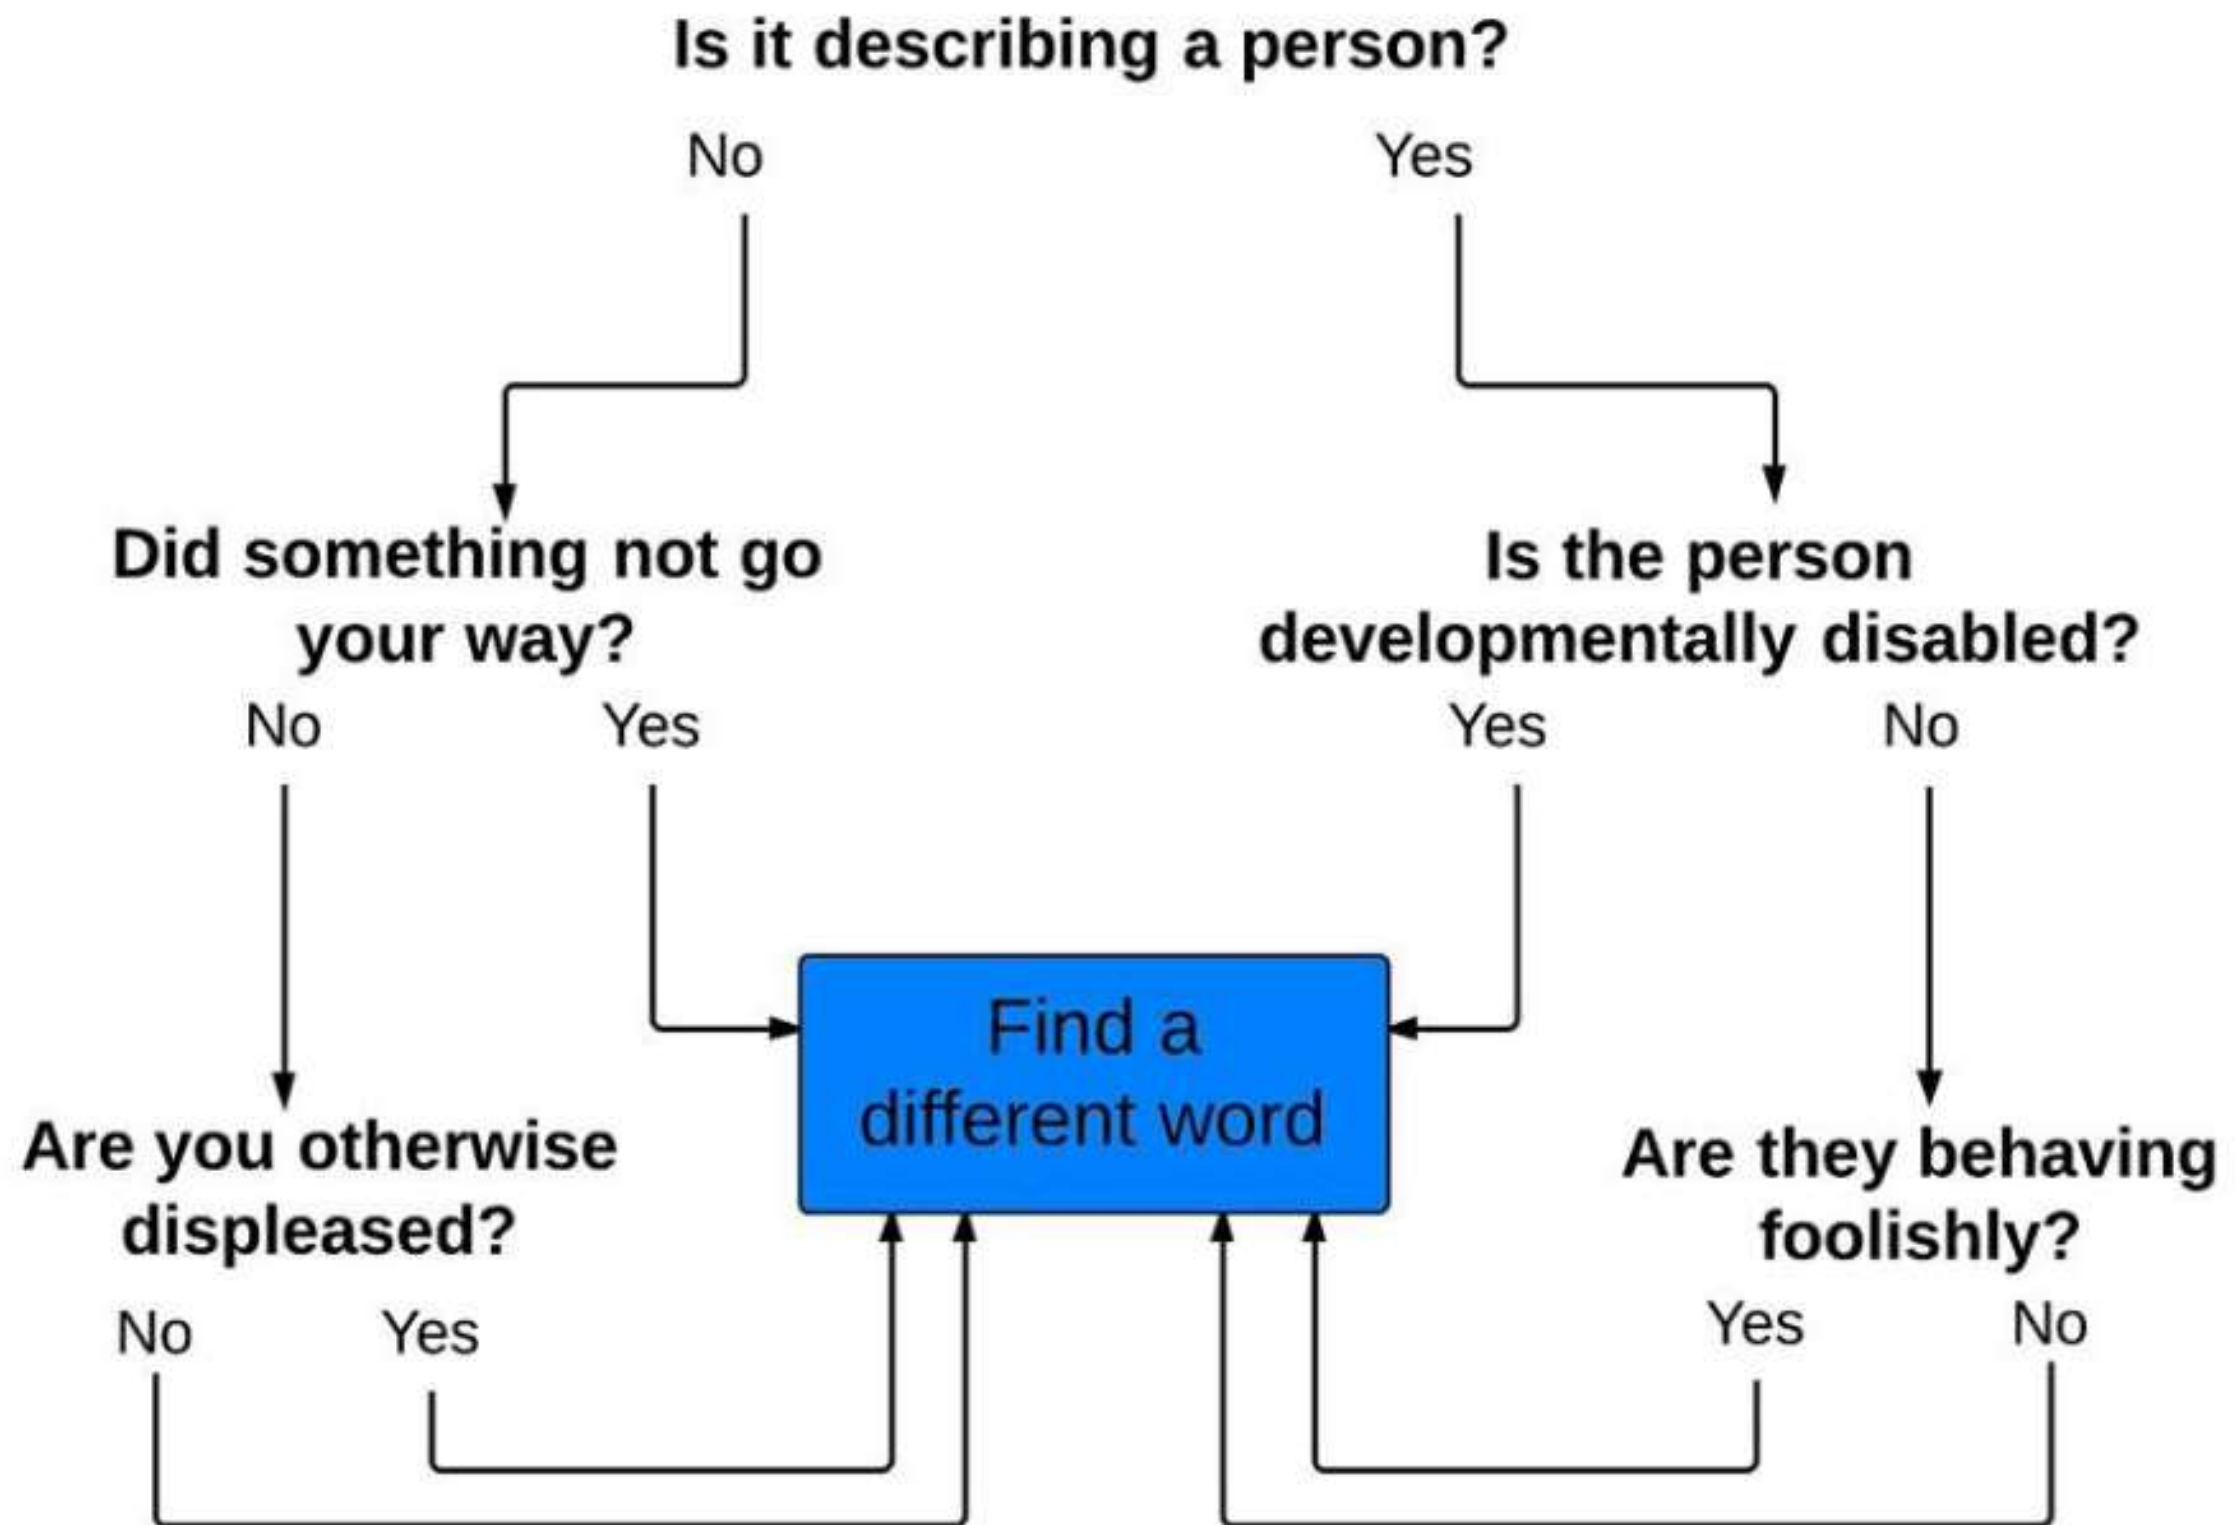 Is it describing a person?
No
Yes
Did something not go
your way?
Is the person
developmentally disabled?
No
Yes
Yes
No
Find a
different word
Are you otherwise
displeased?
Are they behaving
foolishly?
No
Yes
Yes
No